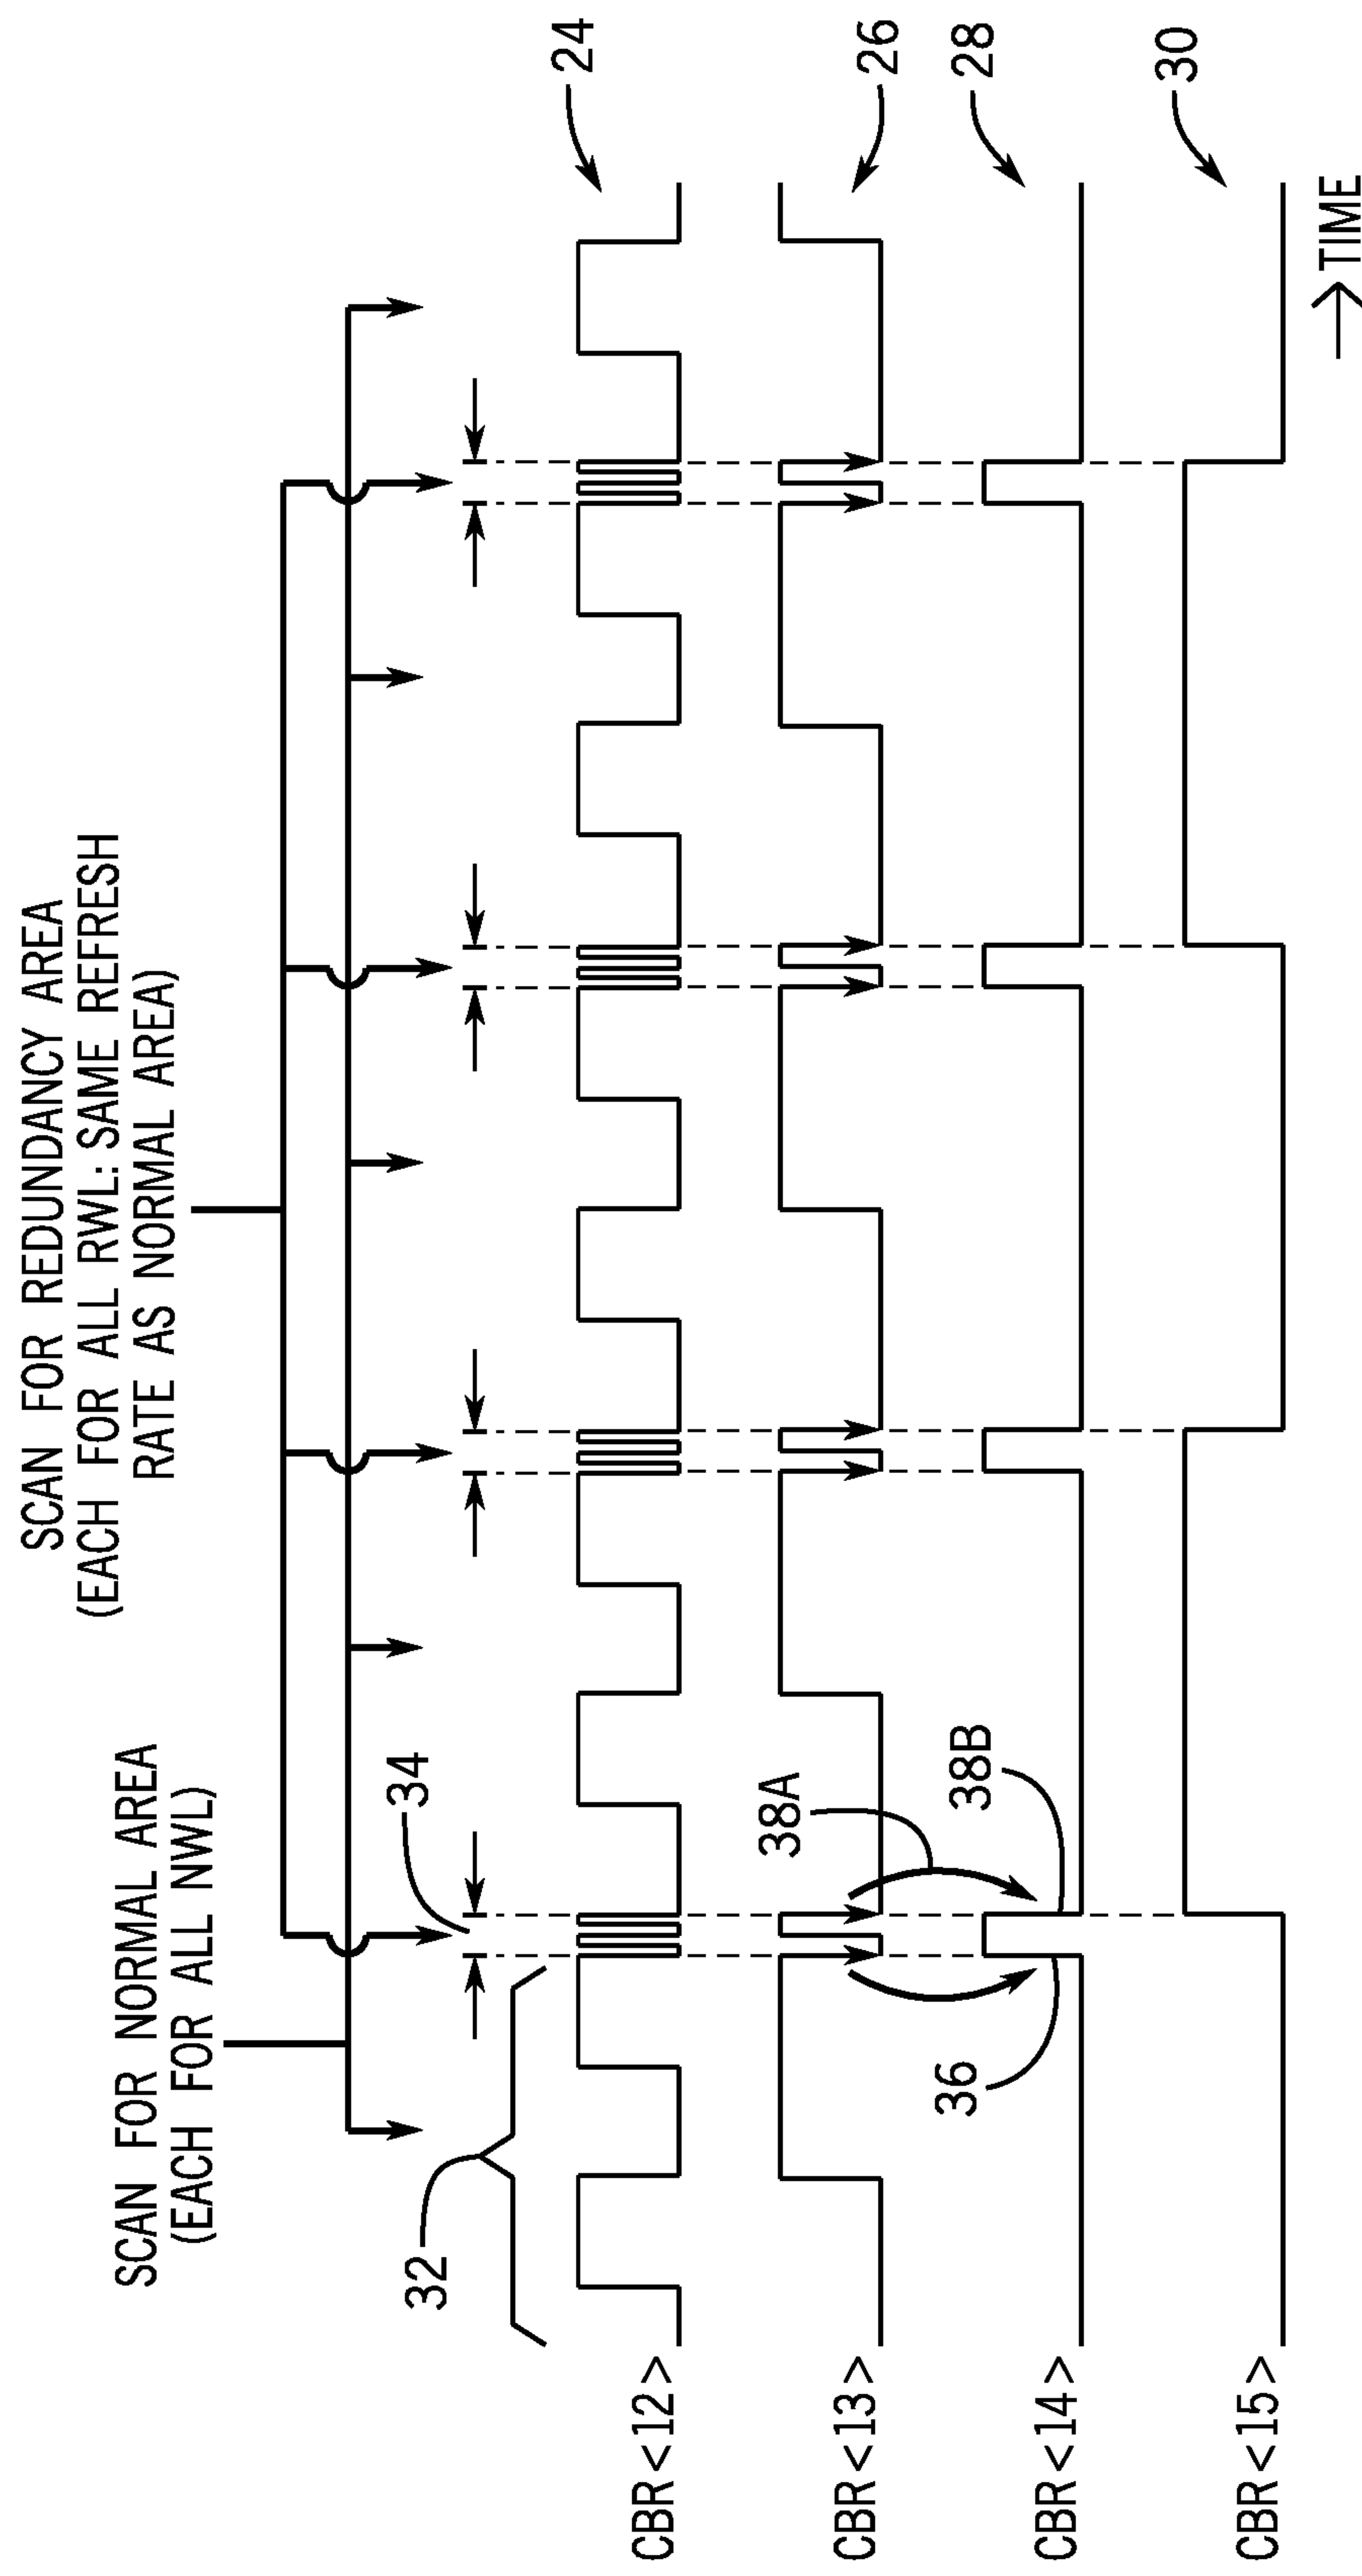 SCAN FOR NORMAL AREA
(EACH FOR ALL NWL)
SCAN FOR REDUNDANCY AREA
(EACH FOR ALL RWL: SAME REFRESH
RATE AS NORMAL AREA)
32
34
24
CBR<12>
26
CBR<13>
38A
28
CBR<14>
36
38B
30
CBR<15>
TIME